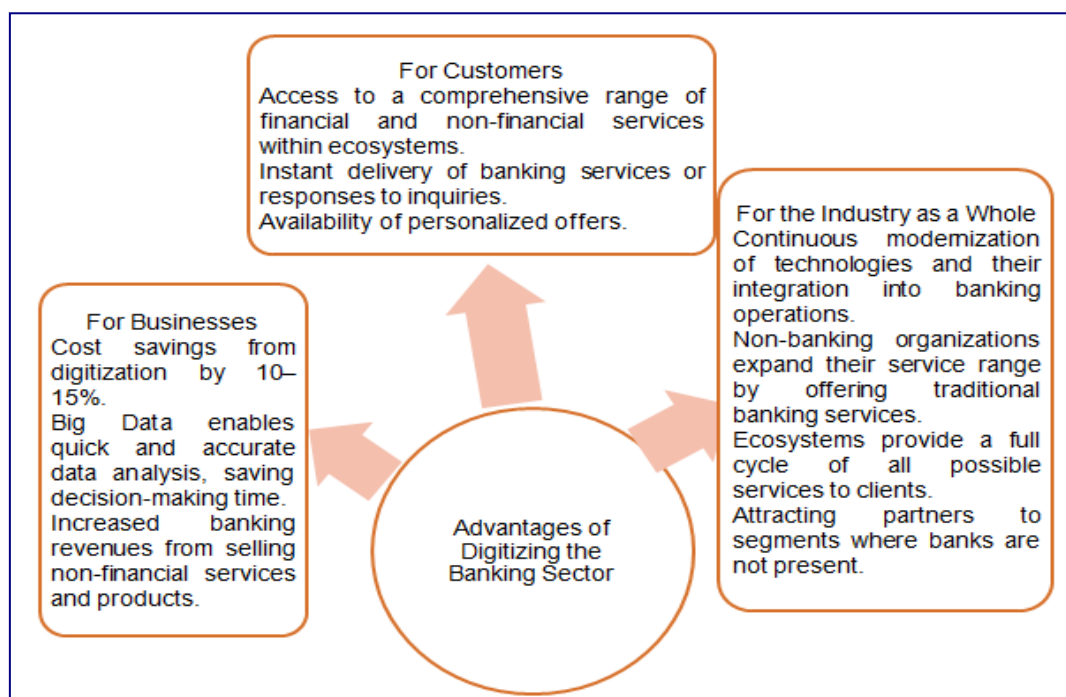 For Customers
Access to a comprehensive range of
financial and non-financial services
within ecosystems.
Instant delivery of banking services or
responses to inquiries.
Availability of personalized offers.
For the Industry as a Whole
Continuous modernization
of technologies and their
integration into banking
operations.
Non-banking organizations
expand their service range
by offering traditional
banking services.
Ecosystems provide a full
cycle of all possible
services to clients.
Attracting partners to
segments where banks are
not present.
For Businesses
Cost savings from
digitization by 10–
15%.
Big Data enables
quick and accurate
data analysis, saving
decision-making time.
Increased banking
revenues from selling
non-financial services
and products.
Advantages of
Digitizing the
Banking Sector